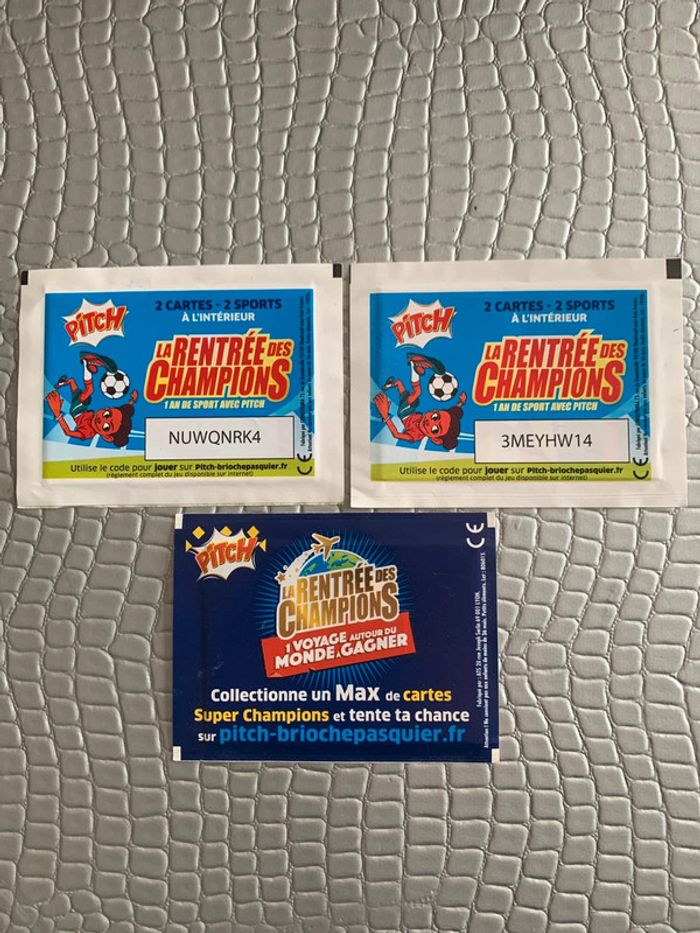 PiTCH
2 CARTES - 2 SPORTS
À L'INTÉRIEUR
LA RENTRÉE DES
CHAMPIONS
1 AN DE SPORT AVEC PITCH
NUWQNRK4
Utilise le code pour jouer sur Pitch-briochepasquier.fr
(règlement complet du jeu disponible sur internet)
CE
PiTCH
2 CARTES - 2 SPORTS
À L'INTÉRIEUR
LA RENTRÉE DES
CHAMPIONS
1 AN DE SPORT AVEC PITCH
3MEYHW14
Utilise le code pour jouer sur Pitch-briochepasquier.fr
(règlement complet du jeu disponible sur internet)
CE
PiTCH
LA RENTRÉE DES
CHAMPIONS
1 VOYAGE AUTOUR DU
MONDE À GAGNER
Collectionne un Max de cartes
Super Champions et tente ta chance
sur pitch-briochepasquier.fr
CE